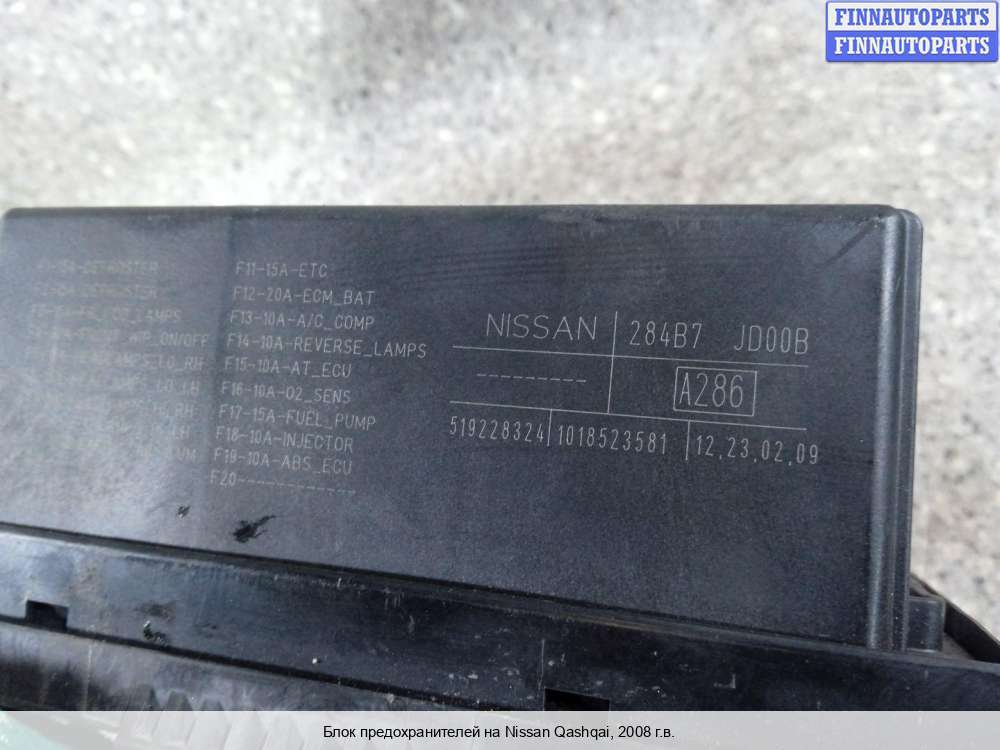 FINNAUTOPARTS
FINNAUTOPARTS
F11-15A-ETC
F12-20A-ECM_BAT
F13-10A-A/C_COMP
F14-10A-REVERSE_LAMPS
F15-10A-AT_ECU
F16-10A-O2_SENS
F17-15A-FUEL_PUMP
F18-10A-INJECTOR
F19-10A-ABS_ECU
F20------------
NISSAN 284B7 JD00B
--------- A286
519228324 1018523581 12,23,02,09
Блок предохранителей на Nissan Qashqai, 2008 г.в.